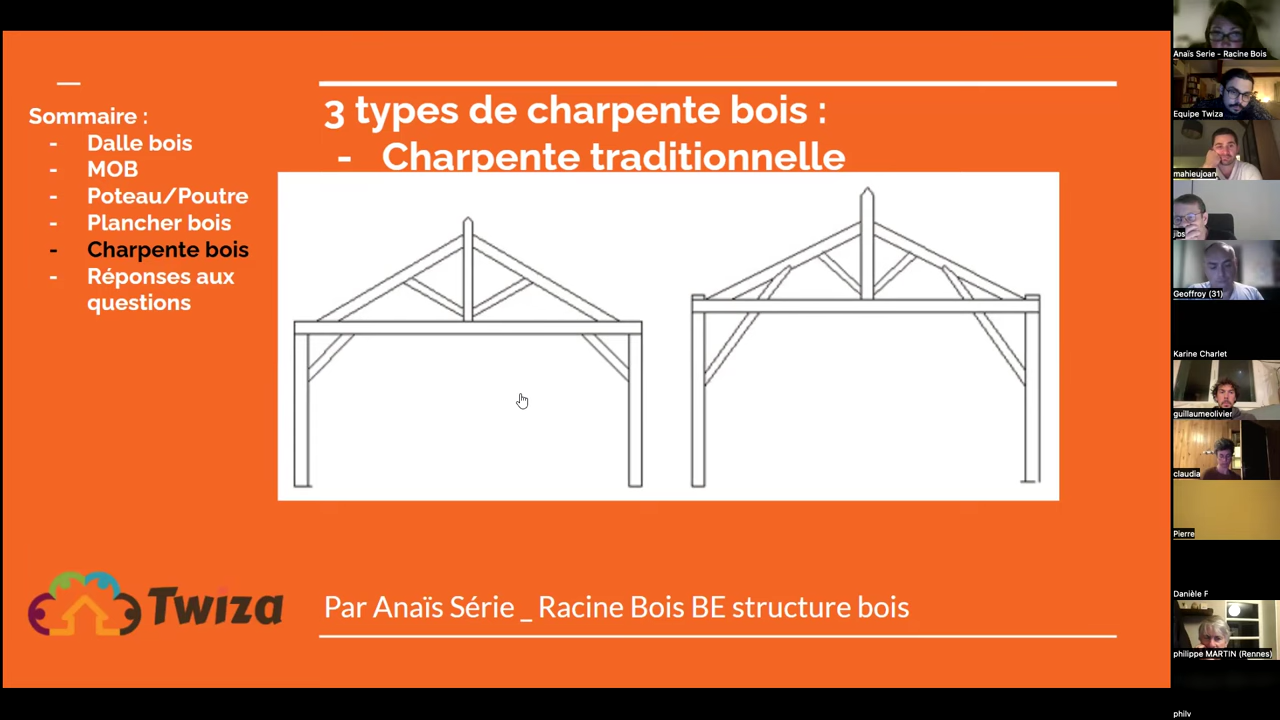 Sommaire :
- Dalle bois
- MOB
- Poteau/Poutre
- Plancher bois
- Charpente bois
- Réponses aux
questions
3 types de charpente bois :
- Charpente traditionnelle
Twiza
Par Anaïs Série _ Racine Bois BE structure bois
Anaïs Serie - Racine Bois
Equipe Twiza
mahieujoan
jibs
Geoffroy (31)
Karine Charlet
guillaumeolivier
claudia
Pierre
Danièle F
philippe MARTIN (Rennes)
philv